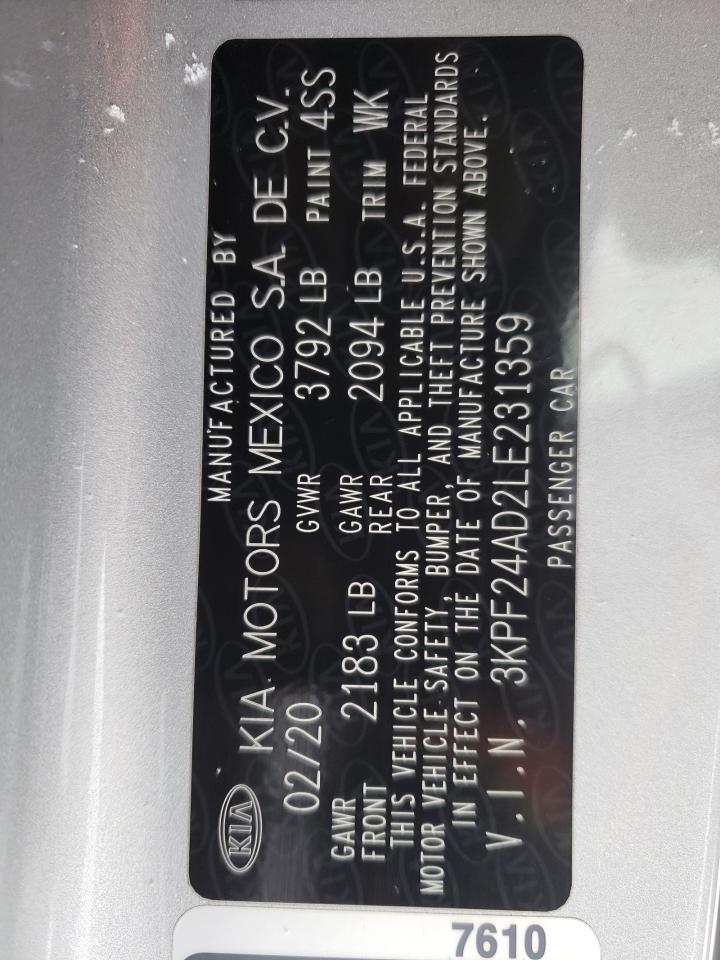 KIA
MANUFACTURED BY
KIA MOTORS MEXICO S.A. DE C.V.
02/20 GVWR 3792 LB PAINT 4SS
GAWR FRONT 2183 LB GAWR REAR 2094 LB TRIM WK
THIS VEHICLE CONFORMS TO ALL APPLICABLE U.S.A. FEDERAL
MOTOR VEHICLE SAFETY, BUMPER, AND THEFT PREVENTION STANDARDS
IN EFFECT ON THE DATE OF MANUFACTURE SHOWN ABOVE.
V.I.N. 3KPF24AD2LE231359
PASSENGER CAR
7610